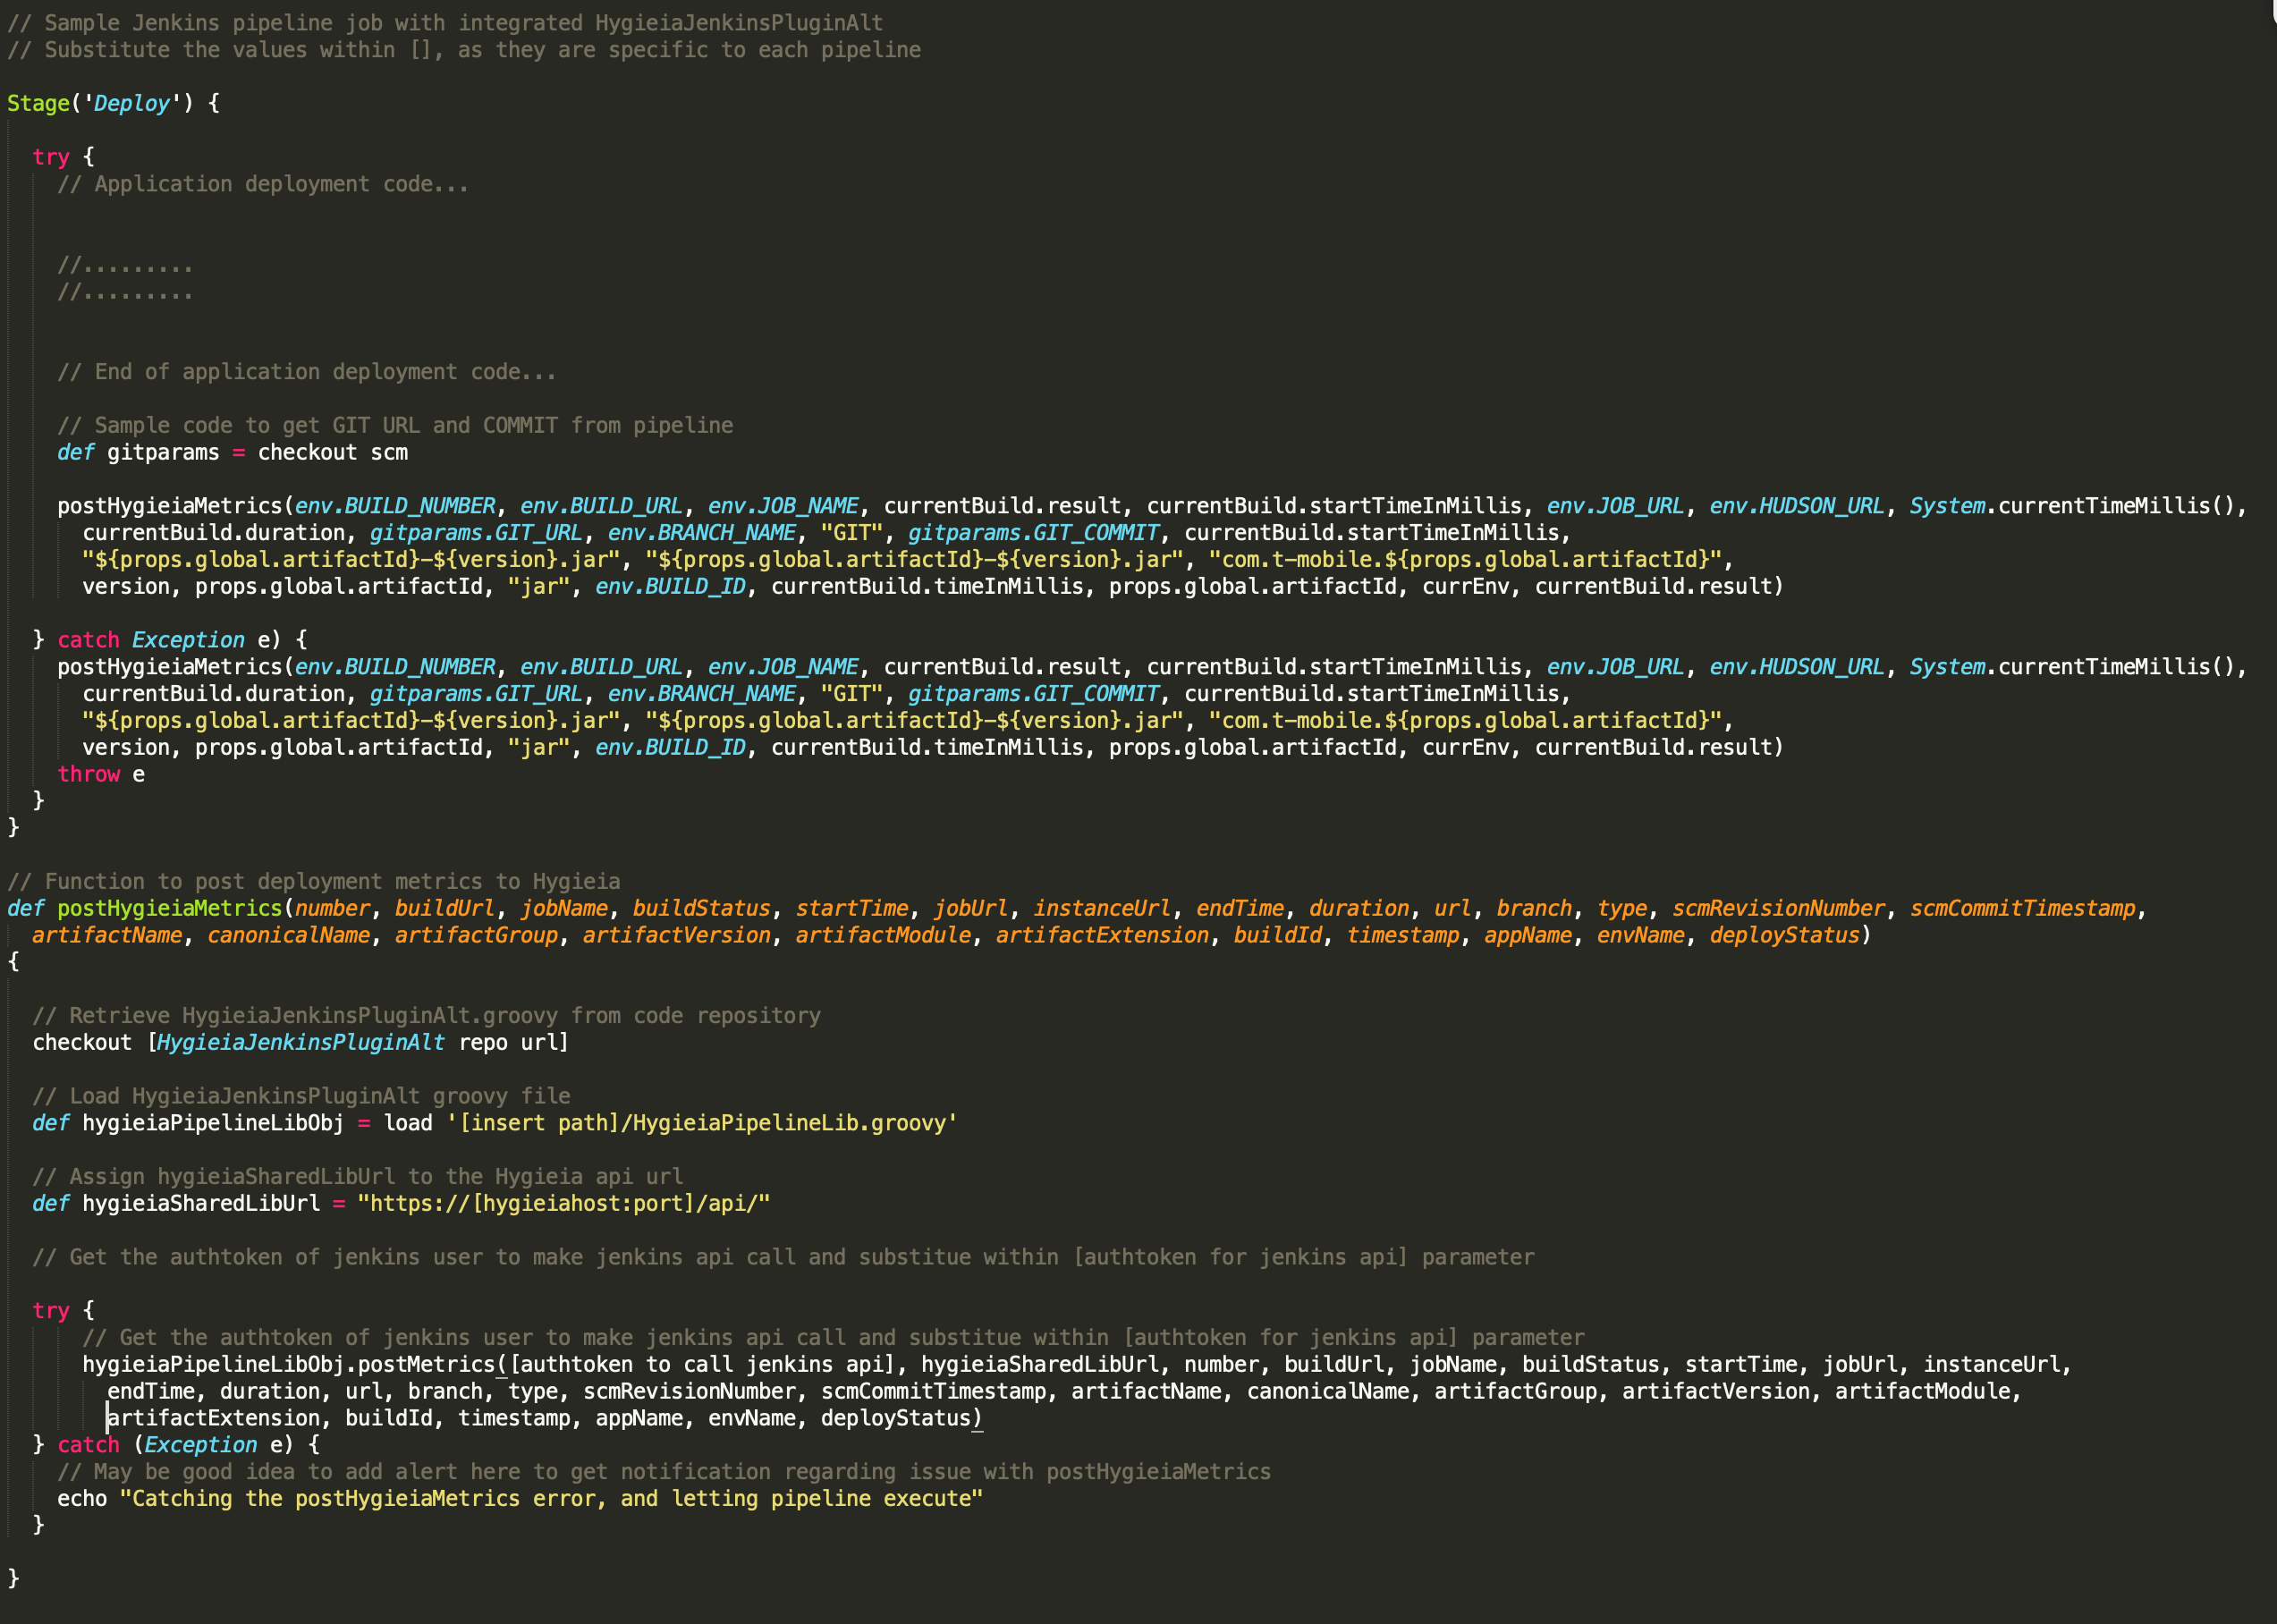 // Sample Jenkins pipeline job with integrated HygieiaJenkinsPluginAlt
// Substitute the values within [], as they are specific to each pipeline
Stage('Deploy') {
try {
// Application deployment code...
//.........
//.........
// End of application deployment code...
// Sample code to get GIT URL and COMMIT from pipeline
def gitparams = checkout scm
postHygieiaMetrics(env.BUILD_NUMBER, env.BUILD_URL, env.JOB_NAME, currentBuild.result, currentBuild.startTimeInMillis, env.JOB_URL, env.HUDSON_URL, System.currentTimeMillis(),
currentBuild.duration, gitparams.GIT_URL, env.BRANCH_NAME, "GIT", gitparams.GIT_COMMIT, currentBuild.startTimeInMillis,
"${props.global.artifactId}-${version}.jar", "${props.global.artifactId}-${version}.jar", "com.t-mobile.${props.global.artifactId}",
version, props.global.artifactId, "jar", env.BUILD_ID, currentBuild.timeInMillis, props.global.artifactId, currEnv, currentBuild.result)
} catch Exception e) {
postHygieiaMetrics(env.BUILD_NUMBER, env.BUILD_URL, env.JOB_NAME, currentBuild.result, currentBuild.startTimeInMillis, env.JOB_URL, env.HUDSON_URL, System.currentTimeMillis(),
currentBuild.duration, gitparams.GIT_URL, env.BRANCH_NAME, "GIT", gitparams.GIT_COMMIT, currentBuild.startTimeInMillis,
"${props.global.artifactId}-${version}.jar", "${props.global.artifactId}-${version}.jar", "com.t-mobile.${props.global.artifactId}",
version, props.global.artifactId, "jar", env.BUILD_ID, currentBuild.timeInMillis, props.global.artifactId, currEnv, currentBuild.result)
throw e
}
}
// Function to post deployment metrics to Hygieia
def postHygieiaMetrics(number, buildUrl, jobName, buildStatus, startTime, jobUrl, instanceUrl, endTime, duration, url, branch, type, scmRevisionNumber, scmCommitTimestamp,
artifactName, canonicalName, artifactGroup, artifactVersion, artifactModule, artifactExtension, buildId, timestamp, appName, envName, deployStatus)
{
// Retrieve HygieiaJenkinsPluginAlt.groovy from code repository
checkout [HygieiaJenkinsPluginAlt repo url]
// Load HygieiaJenkinsPluginAlt groovy file
def hygieiaPipelineLibObj = load '[insert path]/HygieiaPipelineLib.groovy'
// Assign hygieiaSharedLibUrl to the Hygieia api url
def hygieiaSharedLibUrl = "https://[hygieiahost:port]/api/"
// Get the authtoken of jenkins user to make jenkins api call and substitue within [authtoken for jenkins api] parameter
try {
// Get the authtoken of jenkins user to make jenkins api call and substitue within [authtoken for jenkins api] parameter
hygieiaPipelineLibObj.postMetrics([authtoken to call jenkins api], hygieiaSharedLibUrl, number, buildUrl, jobName, buildStatus, startTime, jobUrl, instanceUrl,
endTime, duration, url, branch, type, scmRevisionNumber, scmCommitTimestamp, artifactName, canonicalName, artifactGroup, artifactVersion, artifactModule,
artifactExtension, buildId, timestamp, appName, envName, deployStatus)
} catch (Exception e) {
// May be good idea to add alert here to get notification regarding issue with postHygieiaMetrics
echo "Catching the postHygieiaMetrics error, and letting pipeline execute"
}
}